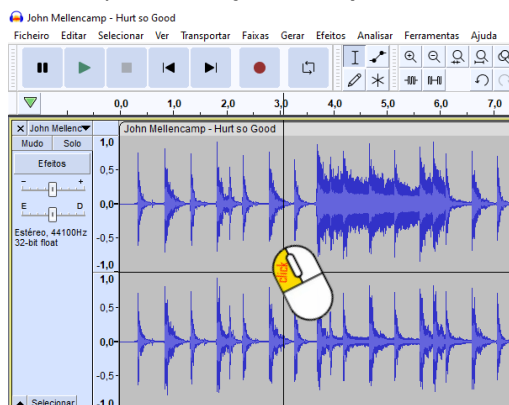 John Mellencamp - Hurt so Good
Ficheiro Editar Selecionar Ver Transportar Faixas Gerar Efeitos Analisar Ferramentas Ajuda
0,0 1,0 2,0 3,0 4,0 5,0 6,0 7,0
× John Mellenc
John Mellencamp - Hurt so Good
Mudo Solo
Efeitos
- +
E D
Estéreo, 44100Hz
32-bit float
Selecionar
1,0
0,5-
0,0-
-0,5-
-1,0
1,0
0,5-
0,0-
-0,5-
-1,0
click